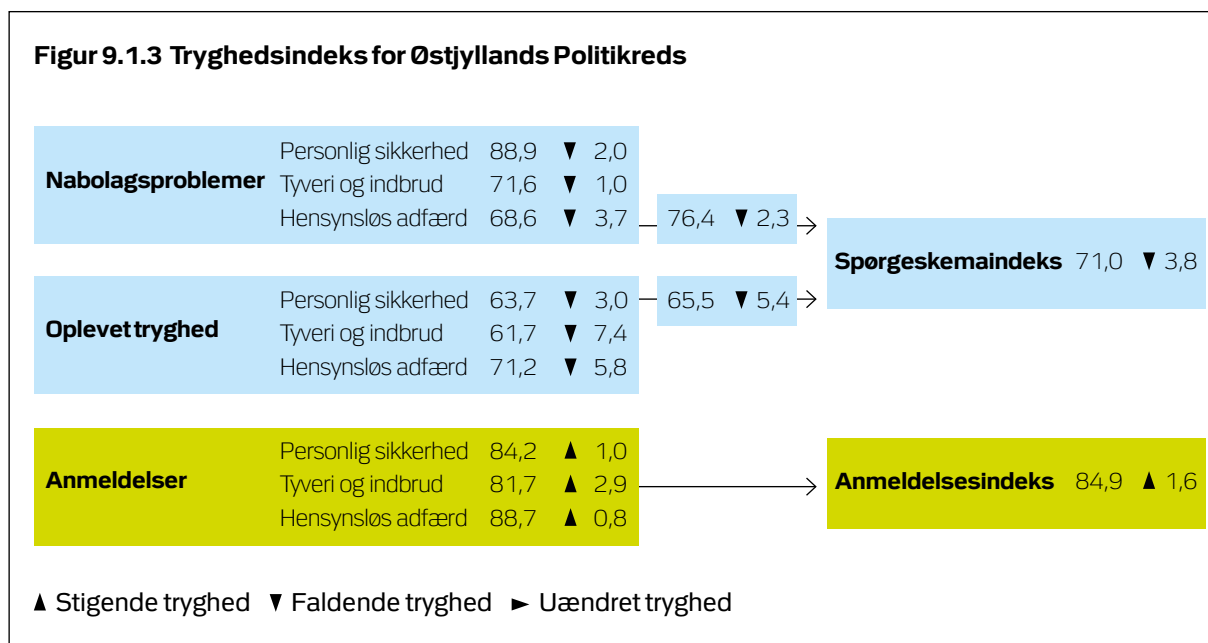 Figur 9.1.3 Tryghedsindeks for Østjyllands Politikreds
Nabolagsproblemer
Personlig sikkerhed 88,9 ▼ 2,0
Tyveri og indbrud 71,6 ▼ 1,0
Hensynsløs adfærd 68,6 ▼ 3,7
76,4 ▼ 2,3
Oplevet tryghed
Personlig sikkerhed 63,7 ▼ 3,0
Tyveri og indbrud 61,7 ▼ 7,4
Hensynsløs adfærd 71,2 ▼ 5,8
65,5 ▼ 5,4
Spørgeskemaindeks 71,0 ▼ 3,8
Anmeldelser
Personlig sikkerhed 84,2 ▲ 1,0
Tyveri og indbrud 81,7 ▲ 2,9
Hensynsløs adfærd 88,7 ▲ 0,8
Anmeldelsesindeks 84,9 ▲ 1,6
▲ Stigende tryghed ▼ Faldende tryghed ► Uændret tryghed